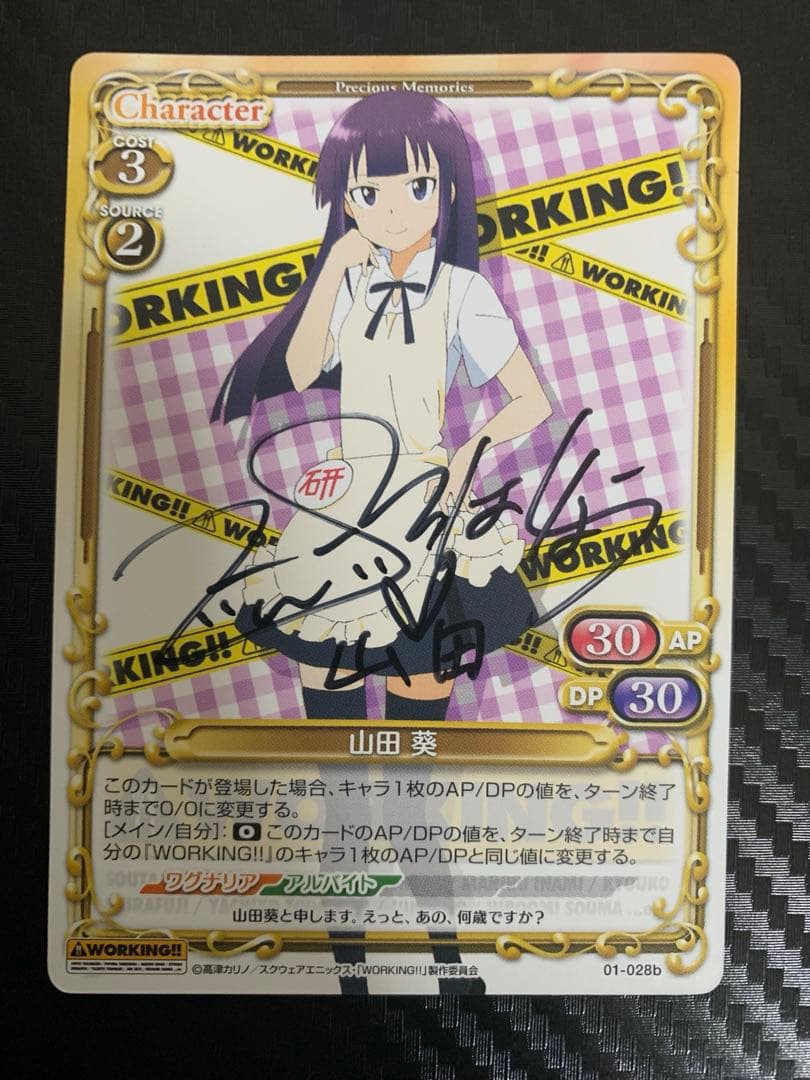 Precious Memories
Character
COST
3
SOURCE
2
WORKING!!
WORKING!!
WORKING!!
WORKING!!
研
山田
30 AP
DP 30
山田 葵
このカードが登場した場合、キャラ1枚のAP/DPの値を、ターン終了
時まで0/0に変更する。
[メイン/自分]:0このカードのAP/DPの値を、ターン終了時まで自
分の「WORKING!!」のキャラ1枚のAP/DPと同じ値に変更する。
ワグナリア アルバイト
山田葵と申します。えっと、あの、何歳ですか?
WORKING!!
©高津カリノ/スクウェアエニックス・「WORKING!!」製作委員会
01-028b